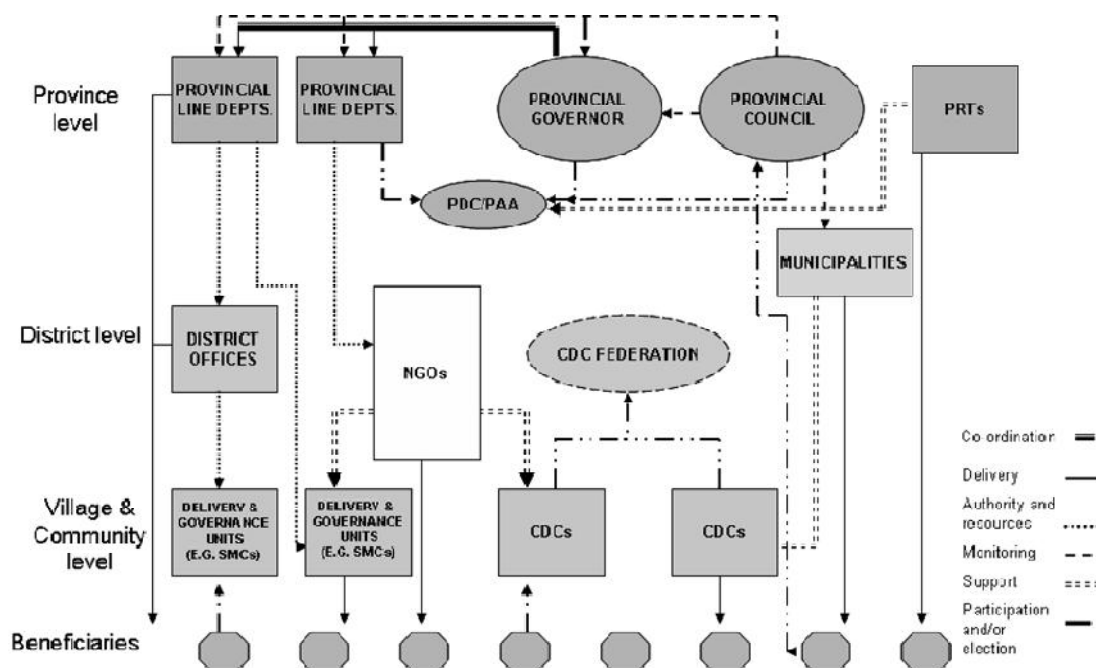 Province
level
PROVINCIAL
LINE DEPTS.
PROVINCIAL
LINE DEPTS.
PROVINCIAL
GOVERNOR
PROVINCIAL
COUNCIL
PRTs
PDC/PAA
MUNICIPALITIES
District level
DISTRICT
OFFICES
NGOs
CDC FEDERATION
Village &
Community
level
DELIVERY &
GOVERNANCE
UNITS
(E.G. SMCs)
DELIVERY &
GOVERNANCE
UNITS
(E.G. SMCs)
CDCs
CDCs
Beneficiaries
Co-ordination
Delivery
Authority and
resources
Monitoring
Support
Participation
and/or
election